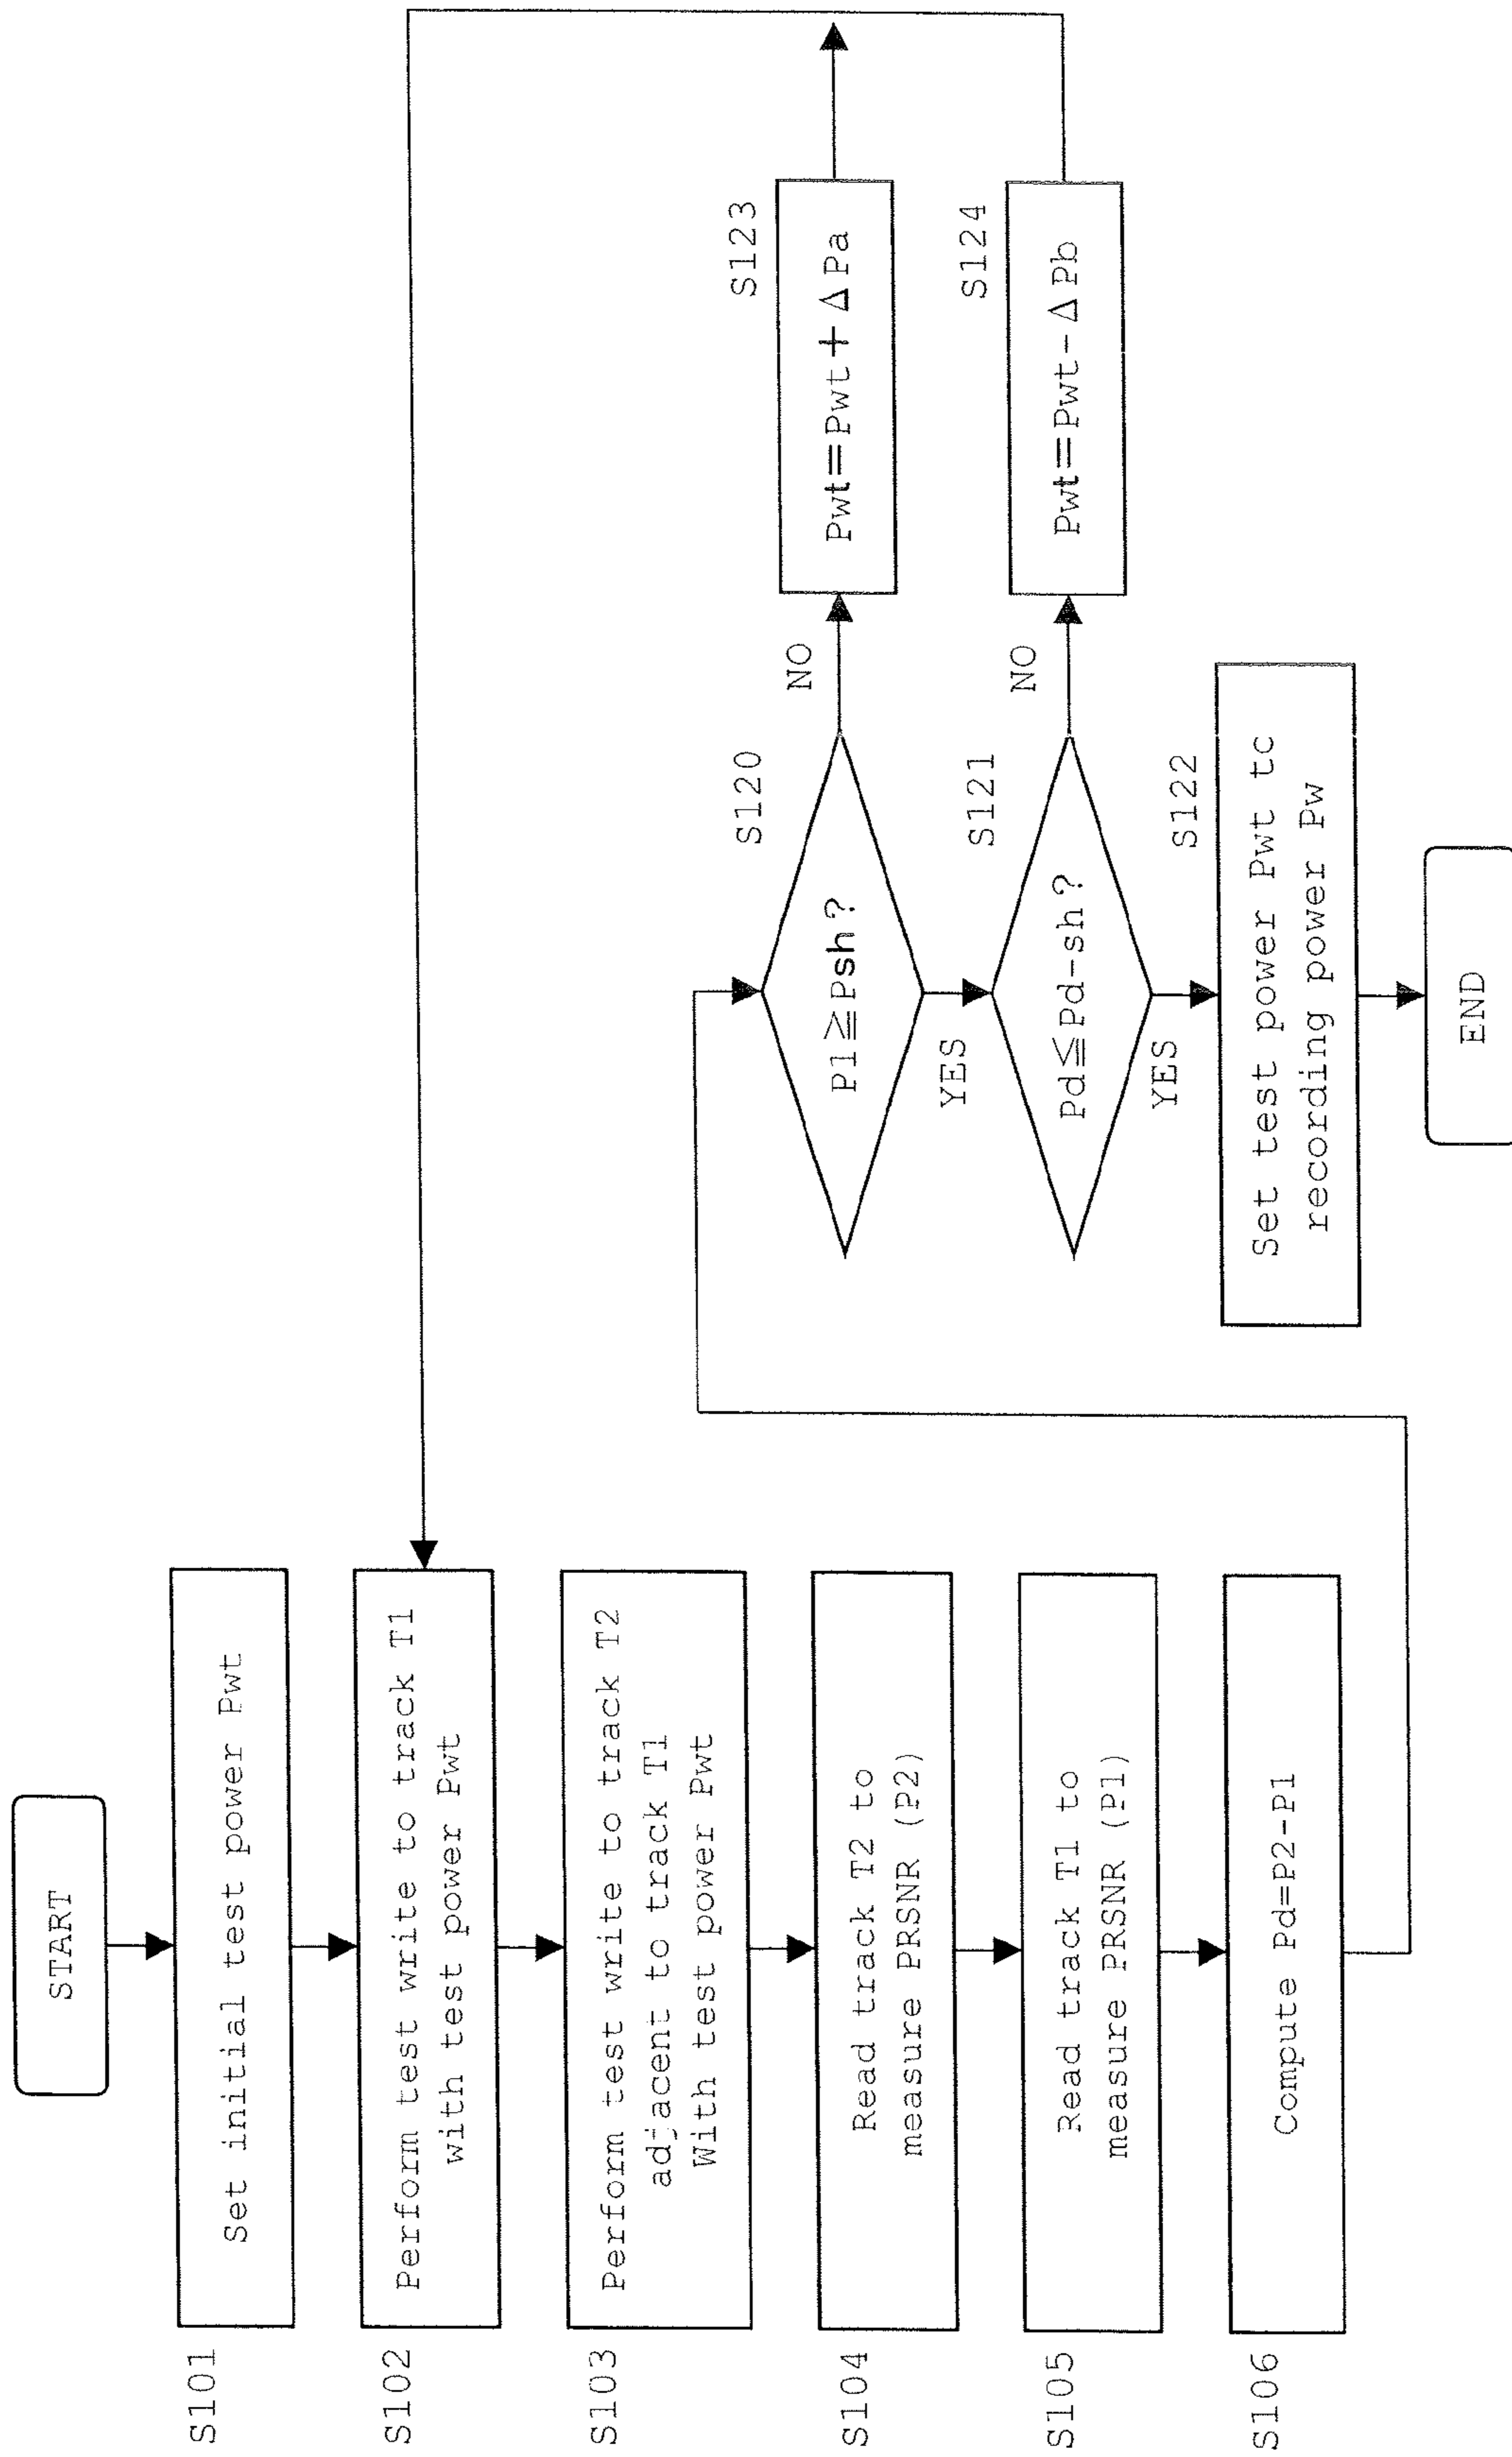 START
S101
Set initial test power Pwt
S102
Perform test write to track T1
with test power Pwt
S103
Perform test write to track T2
adjacent to track T1
With test power Pwt
S104
Read track T2 to
measure PRSNR (P2)
S105
Read track T1 to
measure PRSNR (P1)
S106
Compute Pd=P2-P1
S120
P1≧Psh?
NO
S123
Pwt=Pwt+ΔPa
YES
S121
Pd≦Pd-sh?
NO
S124
Pwt=Pwt-ΔPb
YES
S122
Set test power Pwt tc
recording power Pw
END